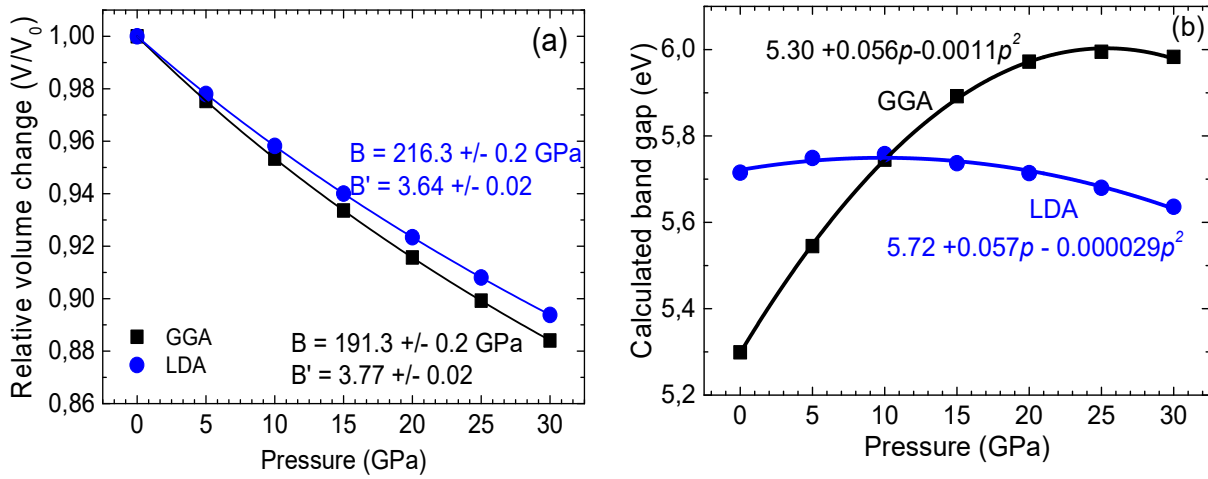 (a)
Relative volume change (V/V₀)
1,00
0,98
0,96
0,94
0,92
0,90
0,88
0,86
B = 216.3 +/- 0.2 GPa
B' = 3.64 +/- 0.02
GGA
LDA
B = 191.3 +/- 0.2 GPa
B' = 3.77 +/- 0.02
0 5 10 15 20 25 30
Pressure (GPa)
(b)
Calculated band gap (eV)
6,0
5,8
5,6
5,4
5,2
5.30 +0.056p-0.0011p²
GGA
LDA
5.72 +0.057p - 0.000029p²
0 5 10 15 20 25 30
Pressure (GPa)